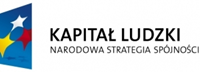 KAPITAŁ LUDZKI
NARODOWA STRATEGIA SPÓJNOŚCI